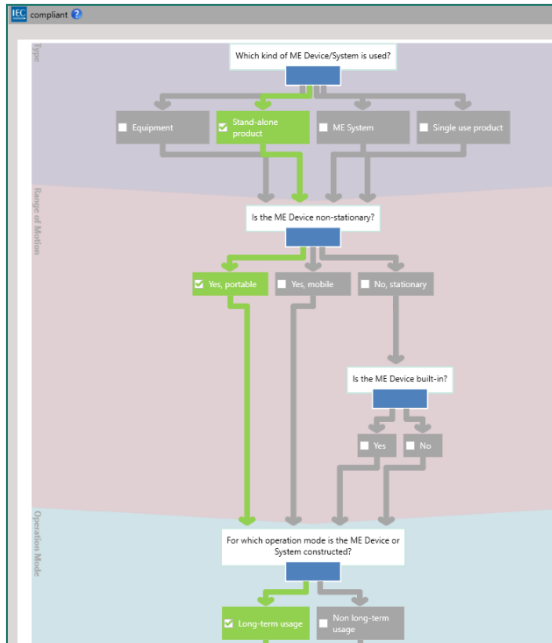 IEC compliant ?
Type
Which kind of ME Device/System is used?
Equipment
Stand-alone
product
ME System
Single use product
Range of Motion
Is the ME Device non-stationary?
Yes, portable
Yes, mobile
No, stationary
Is the ME Device built-in?
Yes
No
Operation Mode
For which operation mode is the ME Device or
System constructed?
Long-term usage
Non long-term
usage